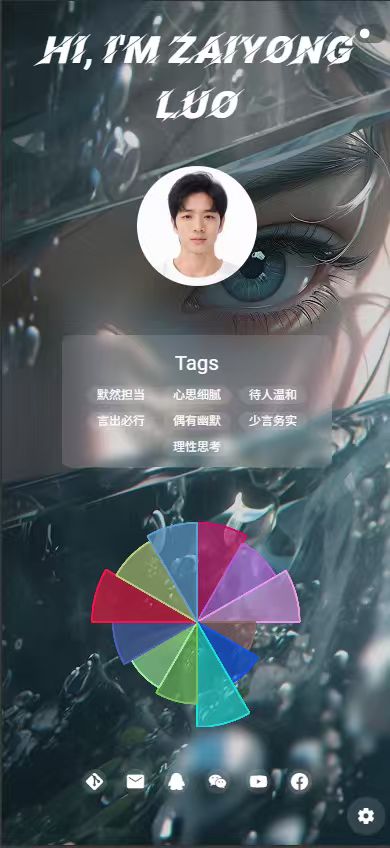 HI, I'M ZAIYONG
LUO
Tags
默然担当 心思细腻 待人温和
言出必行 偶有幽默 少言务实
理性思考